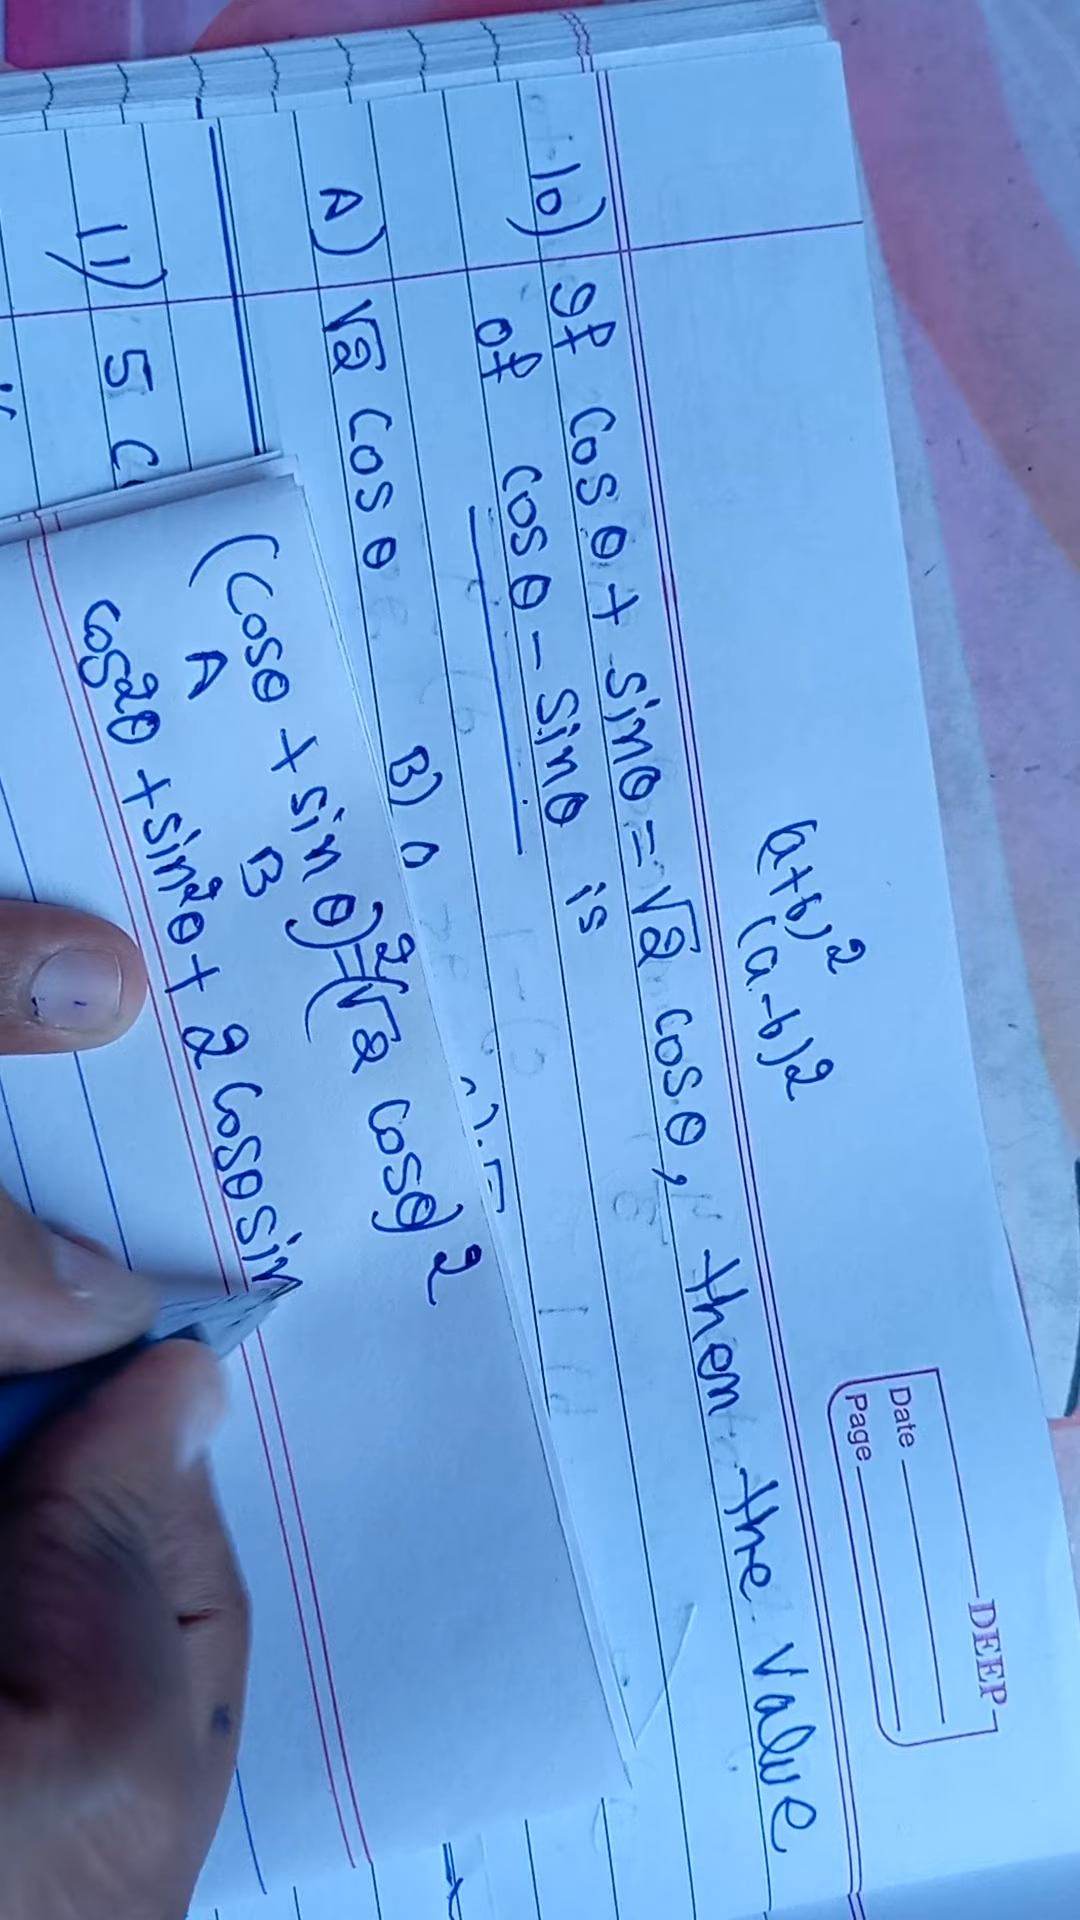 DEEP
Date
Page
a+b)2
(a-b)2
10) If cosθ + sinθ = √2 cosθ, then the value
of cosθ - sinθ is
A) √2 cosθ B) 0
(cosθ + sinθ)² = (√2 cosθ)2
A B
cos2θ + sin²θ + 2 cosθ sin
11) 5 c